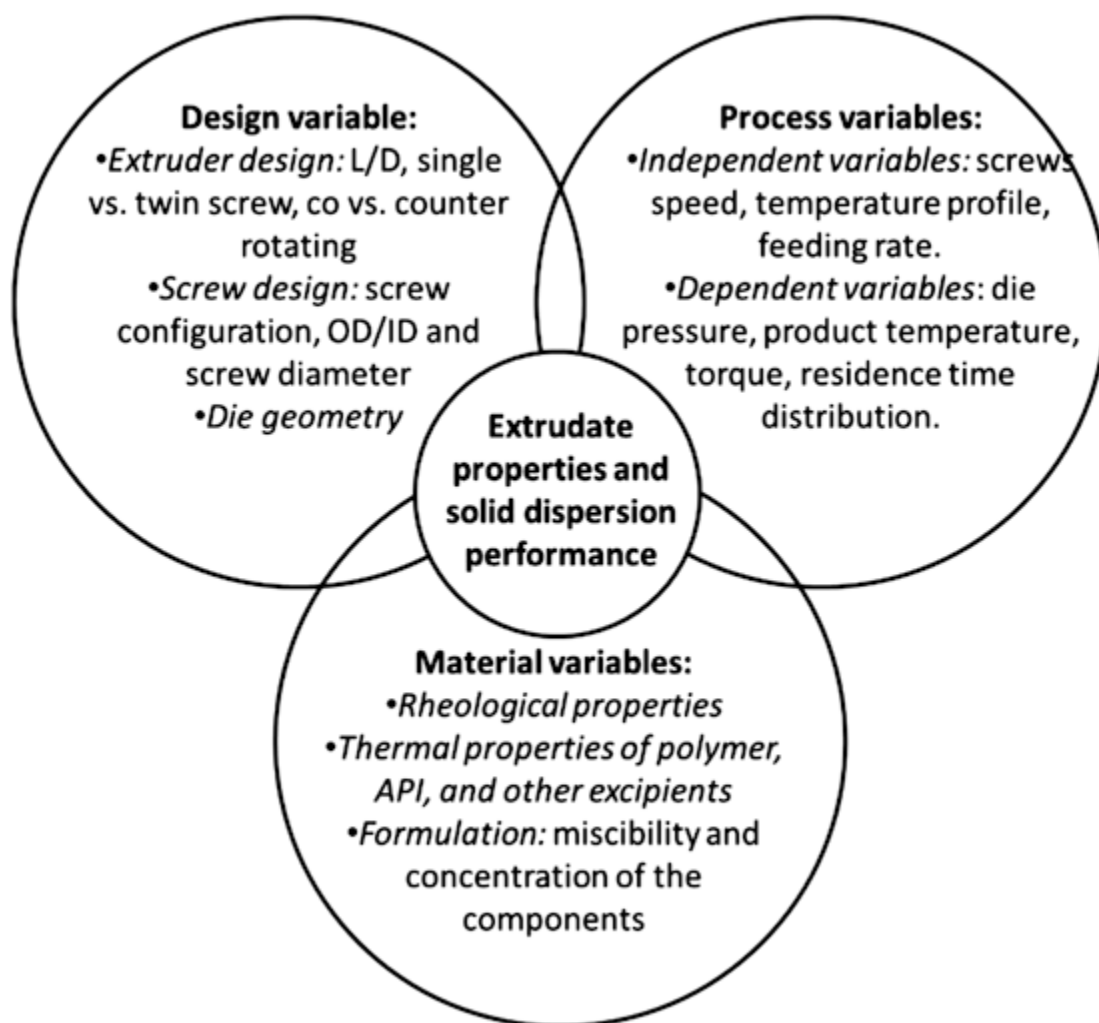 Design variable:
•Extruder design: L/D, single
vs. twin screw, co vs. counter
rotating
•Screw design: screw
configuration, OD/ID and
screw diameter
•Die geometry
Process variables:
•Independent variables: screws
speed, temperature profile,
feeding rate.
•Dependent variables: die
pressure, product temperature,
torque, residence time
distribution.
Extrudate
properties and
solid dispersion
performance
Material variables:
•Rheological properties
•Thermal properties of polymer,
API, and other excipients
•Formulation: miscibility and
concentration of the
components